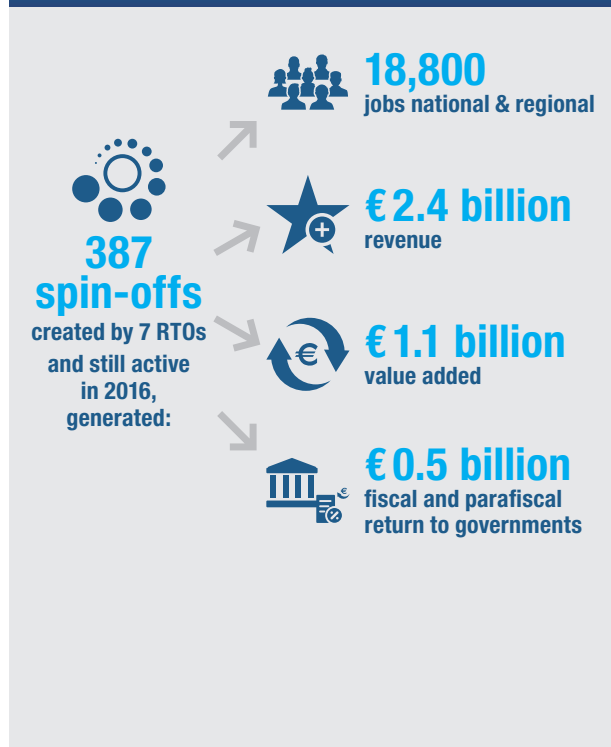 387
spin-offs
created by 7 RTOs
and still active
in 2016,
generated:
18,800
jobs national & regional
€ 2.4 billion
revenue
€
€ 1.1 billion
value added
€
%
€ 0.5 billion
fiscal and parafiscal
return to governments